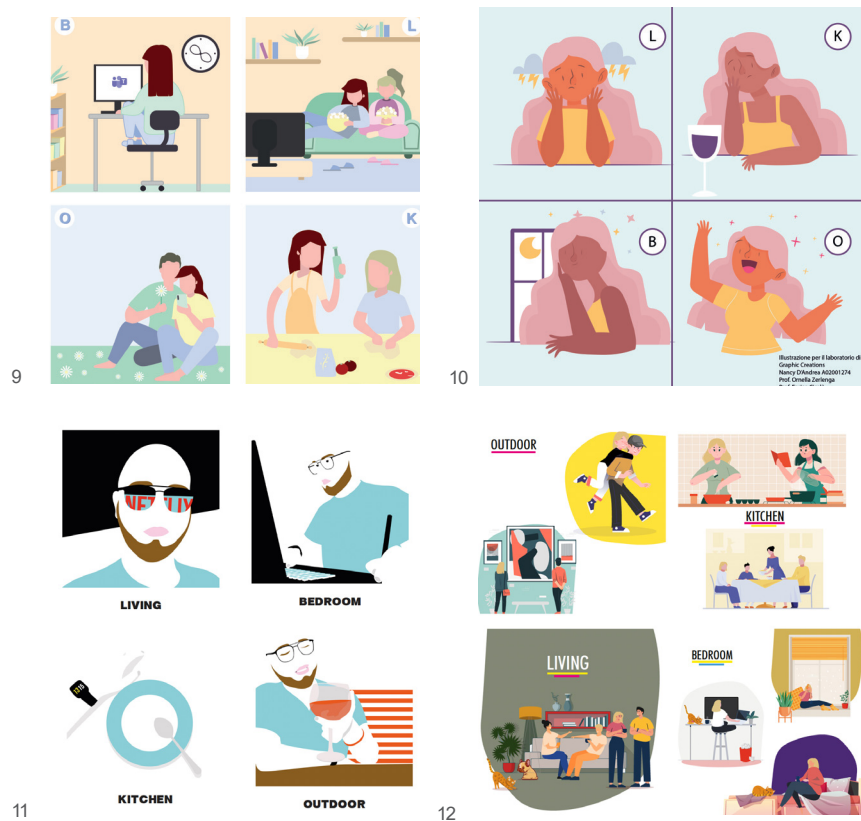 B
L
O
K
9
L
K
B
O
Illustrazione per il laboratorio di
Graphic Creations
Nancy D'Andrea A02001274
Prof. Ornella Zerlenga
10
NETFLIX
LIVING
BEDROOM
KITCHEN
OUTDOOR
11
OUTDOOR
KITCHEN
LIVING
BEDROOM
12